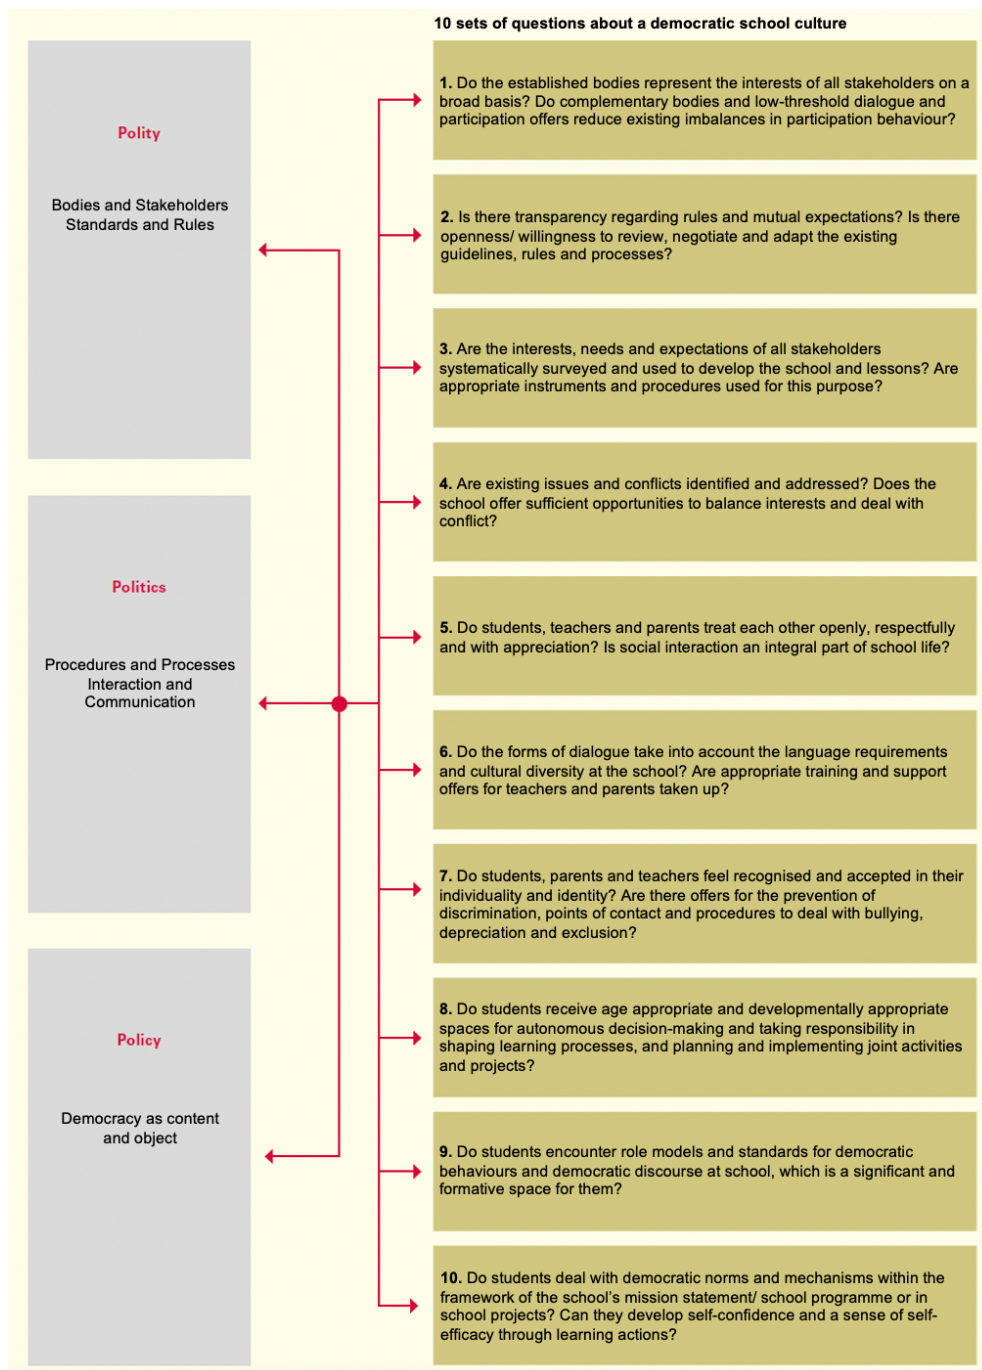 10 sets of questions about a democratic school culture
Polity
Bodies and Stakeholders
Standards and Rules
Politics
Procedures and Processes
Interaction and
Communication
Policy
Democracy as content
and object
1. Do the established bodies represent the interests of all stakeholders on a
broad basis? Do complementary bodies and low-threshold dialogue and
participation offers reduce existing imbalances in participation behaviour?
2. Is there transparency regarding rules and mutual expectations? Is there
openness/ willingness to review, negotiate and adapt the existing
guidelines, rules and processes?
3. Are the interests, needs and expectations of all stakeholders
systematically surveyed and used to develop the school and lessons? Are
appropriate instruments and procedures used for this purpose?
4. Are existing issues and conflicts identified and addressed? Does the
school offer sufficient opportunities to balance interests and deal with
conflict?
5. Do students, teachers and parents treat each other openly, respectfully
and with appreciation? Is social interaction an integral part of school life?
6. Do the forms of dialogue take into account the language requirements
and cultural diversity at the school? Are appropriate training and support
offers for teachers and parents taken up?
7. Do students, parents and teachers feel recognised and accepted in their
individuality and identity? Are there offers for the prevention of
discrimination, points of contact and procedures to deal with bullying,
depreciation and exclusion?
8. Do students receive age appropriate and developmentally appropriate
spaces for autonomous decision-making and taking responsibility in
shaping learning processes, and planning and implementing joint activities
and projects?
9. Do students encounter role models and standards for democratic
behaviours and democratic discourse at school, which is a significant and
formative space for them?
10. Do students deal with democratic norms and mechanisms within the
framework of the school's mission statement/ school programme or in
school projects? Can they develop self-confidence and a sense of self-
efficacy through learning actions?